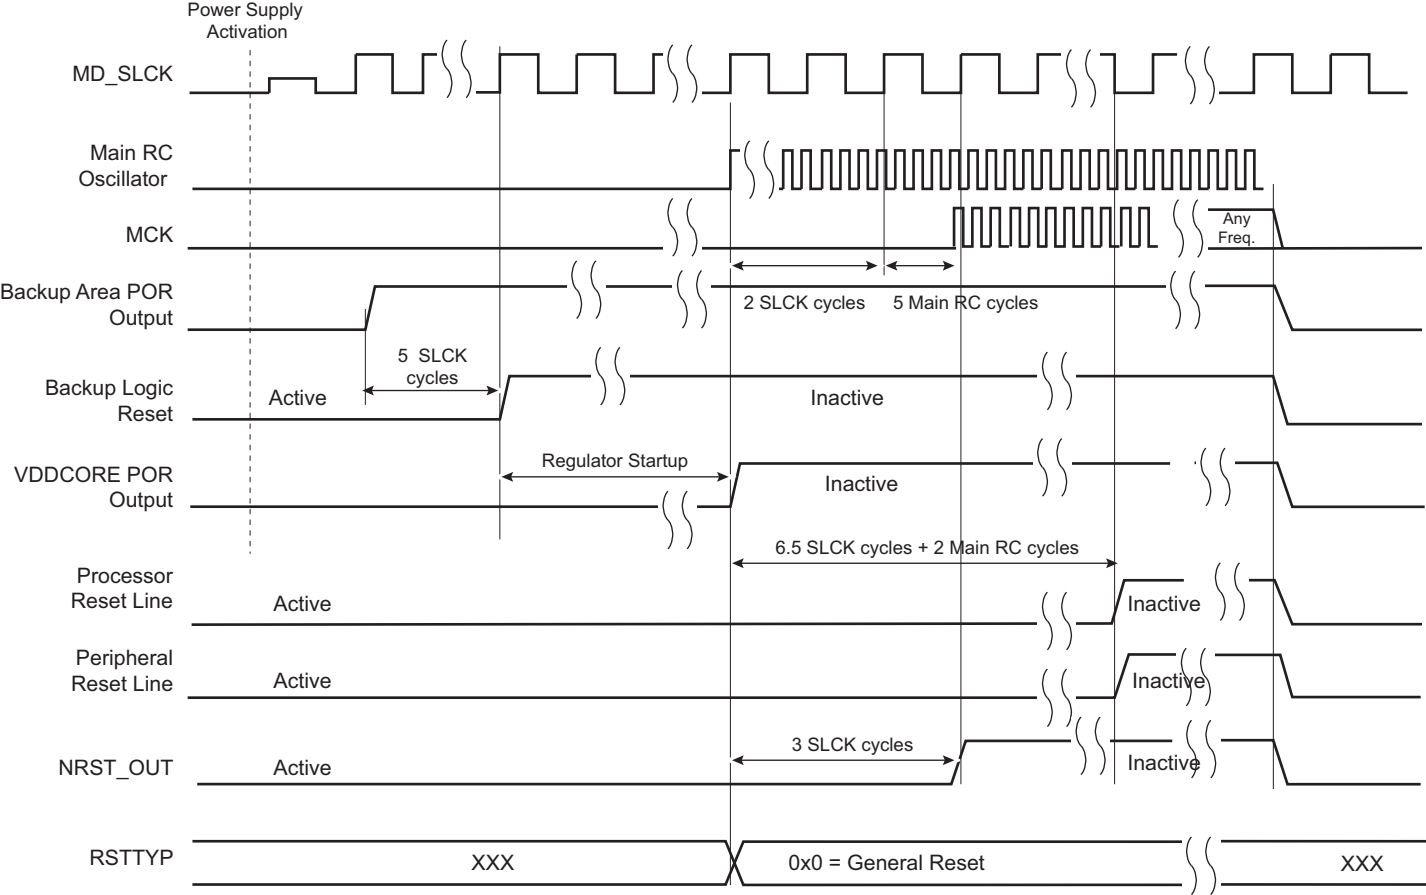 Power Supply
Activation
MD_SLCK
Main RC
Oscillator
MCK
Any
Freq.
Backup Area POR
Output
2 SLCK cycles
5 Main RC cycles
5 SLCK
cycles
Backup Logic
Reset
Active
Inactive
VDDCORE POR
Output
Regulator Startup
Inactive
6.5 SLCK cycles + 2 Main RC cycles
Processor
Reset Line
Active
Inactive
Peripheral
Reset Line
Active
Inactive
3 SLCK cycles
NRST_OUT
Active
Inactive
RSTTYP
XXX
0x0 = General Reset
XXX